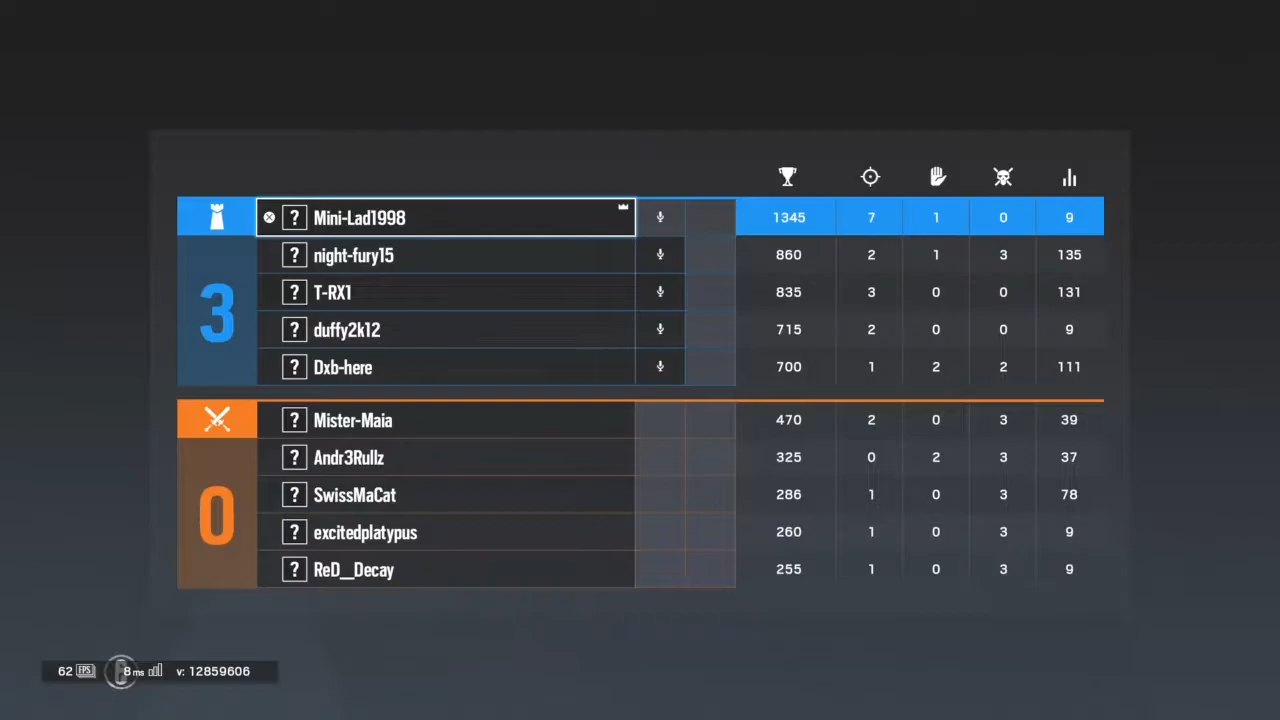 ? Mini-Lad1998 1345 7 1 0 9
? night-fury15 860 2 1 3 135
3
? T-RX1 835 3 0 0 131
? duffy2k12 715 2 0 0 9
? Dxb-here 700 1 2 2 111
? Mister-Maia 470 2 0 3 39
? Andr3Rullz 325 0 2 3 37
0
? SwissMaCat 286 1 0 3 78
? excitedplatypus 260 1 0 3 9
? ReD__Decay 255 1 0 3 9
62 FPS 8 ms v: 12859606